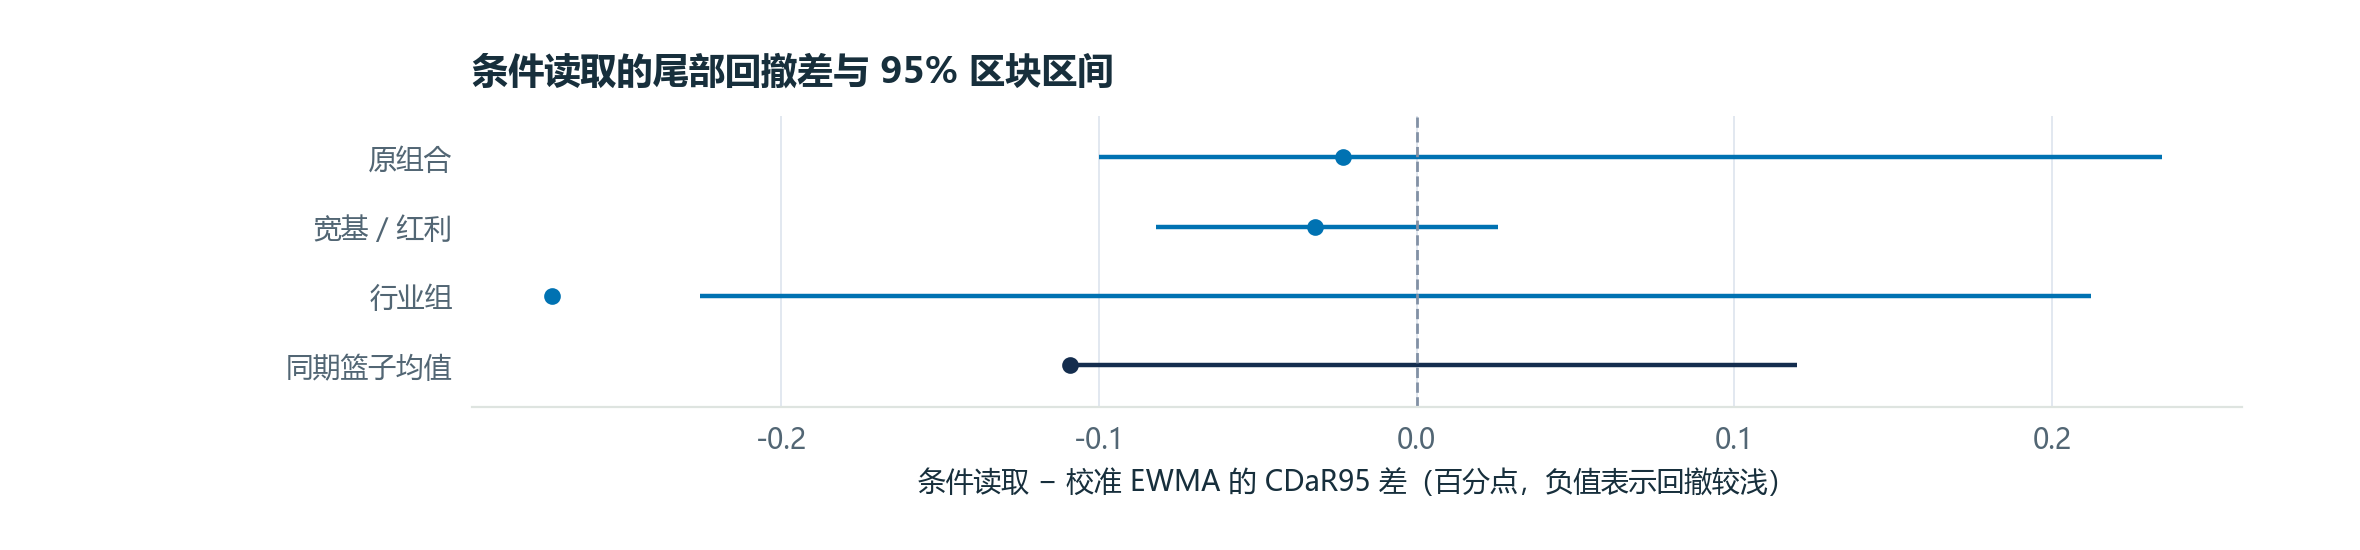 条件读取的尾部回撤差与 95% 区块区间
原组合
宽基 / 红利
行业组
同期篮子均值
-0.2 -0.1 0.0 0.1 0.2
条件读取 − 校准 EWMA 的 CDaR95 差（百分点，负值表示回撤较浅）